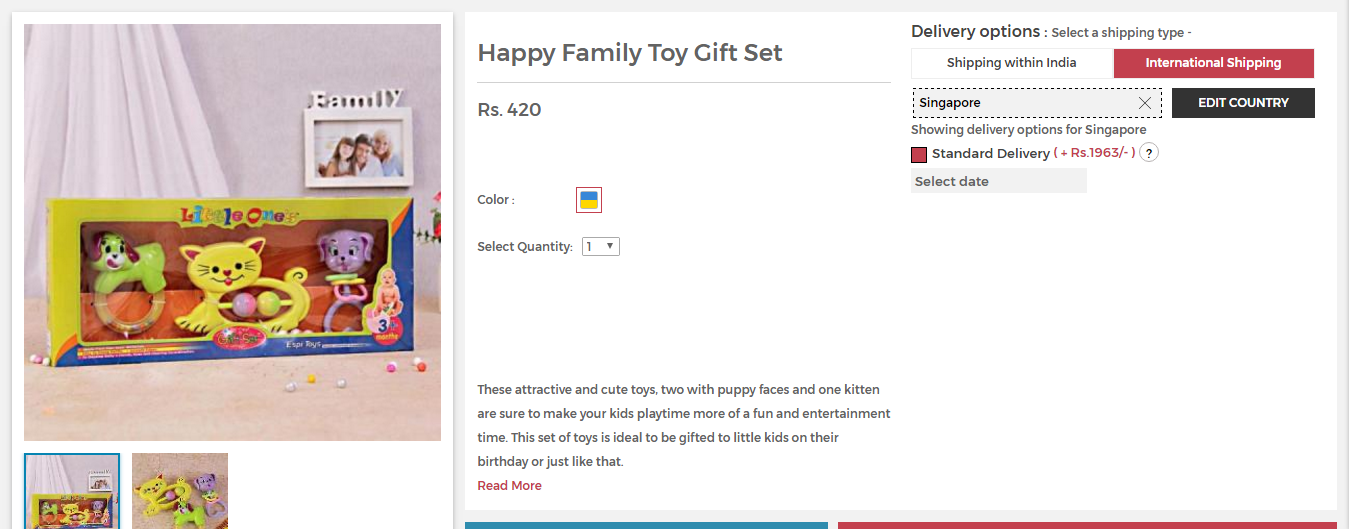 Family
Little One's
Gift Set
Espi Toys
3+
months
Happy Family Toy Gift Set
Rs. 420
Color :
Select Quantity: 1
These attractive and cute toys, two with puppy faces and one kitten
are sure to make your kids playtime more of a fun and entertainment
time. This set of toys is ideal to be gifted to little kids on their
birthday or just like that.
Read More
Delivery options : Select a shipping type -
Shipping within India International Shipping
Singapore EDIT COUNTRY
Showing delivery options for Singapore
Standard Delivery ( + Rs.1963/- ) ?
Select date